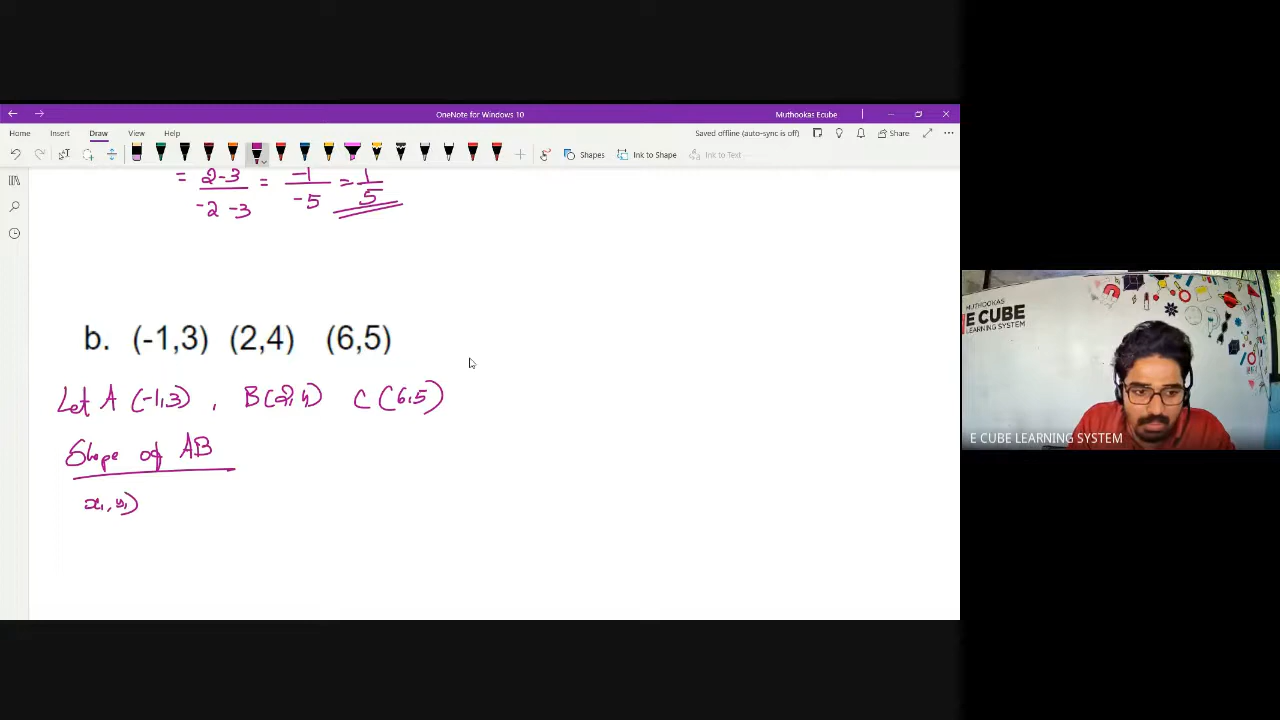 OneNote for Windows 10
Muthookas Ecube
Home Insert Draw View Help
Saved offline (auto-sync is off)
Share
Shapes
Ink to Shape
Ink to Text
= 2-3 / -2 -3 = -1 / -5 = 1 / 5
b. (-1,3) (2,4) (6,5)
Let A (-1,3) , B(2,4) C (6,5)
Slope of AB
x₁, y₁)
MUTHOOKAS
E CUBE
LEARNING SYSTEM
E CUBE LEARNING SYSTEM